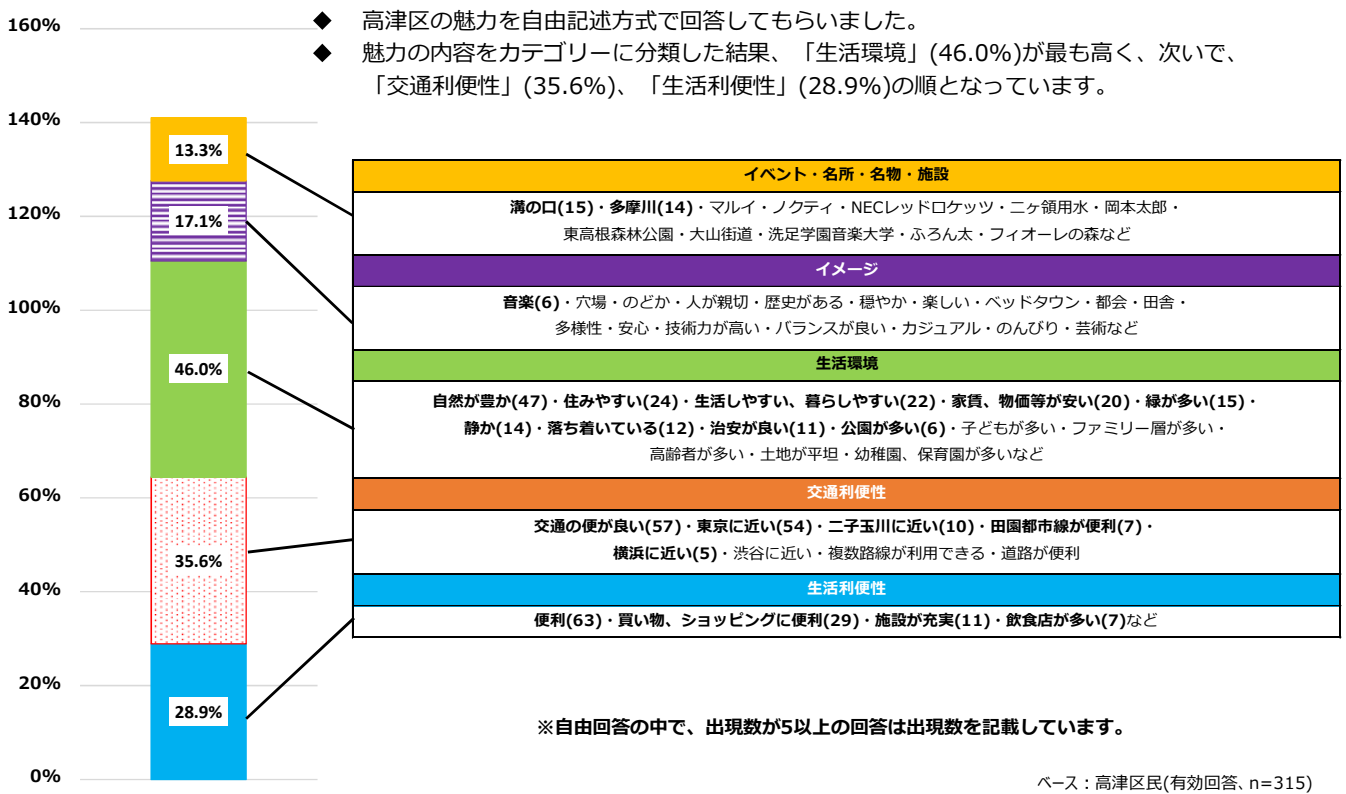 ◆ 高津区の魅力を自由記述方式で回答してもらいました。
◆ 魅力の内容をカテゴリーに分類した結果、「生活環境」(46.0%)が最も高く、次いで、
「交通利便性」(35.6%)、「生活利便性」(28.9%)の順となっています。
160%
140%
120%
100%
80%
60%
40%
20%
0%
13.3%
17.1%
46.0%
35.6%
28.9%
イベント・名所・名物・施設
溝の口(15)・多摩川(14)・マルイ・ノクティ・NECレッドロケッツ・ニヶ領用水・岡本太郎・
東高根森林公園・大山街道・洗足学園音楽大学・ふろん太・フィオーレの森など
イメージ
音楽(6)・穴場・のどか・人が親切・歴史がある・穏やか・楽しい・ベッドタウン・都会・田舎・
多様性・安心・技術力が高い・バランスが良い・カジュアル・のんびり・芸術など
生活環境
自然が豊か(47)・住みやすい(24)・生活しやすい、暮らしやすい(22)・家賃、物価等が安い(20)・緑が多い(15)・
静か(14)・落ち着いている(12)・治安が良い(11)・公園が多い(6)・子どもが多い・ファミリー層が多い・
高齢者が多い・土地が平坦・幼稚園、保育園が多いなど
交通利便性
交通の便が良い(57)・東京に近い(54)・二子玉川に近い(10)・田園都市線が便利(7)・
横浜に近い(5)・渋谷に近い・複数路線が利用できる・道路が便利
生活利便性
便利(63)・買い物、ショッピングに便利(29)・施設が充実(11)・飲食店が多い(7)など
※自由回答の中で、出現数が5以上の回答は出現数を記載しています。
ベース：高津区民(有効回答、n=315)